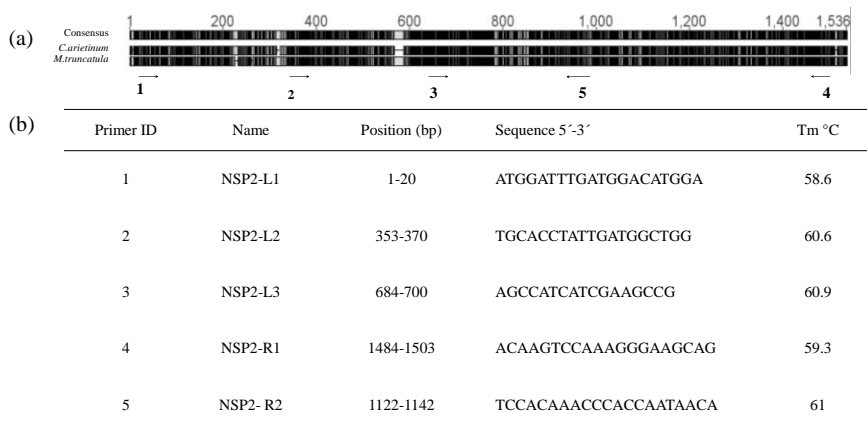 (a)
1 200 400 600 800 1,000 1,200 1,400 1,536
Consensus
C.arietinum
M.truncatula
1 2 3 5 4
(b)
Primer ID Name Position (bp) Sequence 5´-3´ Tm °C
1 NSP2-L1 1-20 ATGGATTTGATGGACATGGA 58.6
2 NSP2-L2 353-370 TGCACCTATTGATGGCTGG 60.6
3 NSP2-L3 684-700 AGCCATCATCGAAGCCG 60.9
4 NSP2-R1 1484-1503 ACAAGTCCAAAGGGAAGCAG 59.3
5 NSP2- R2 1122-1142 TCCACAAACCCACCAATAACA 61